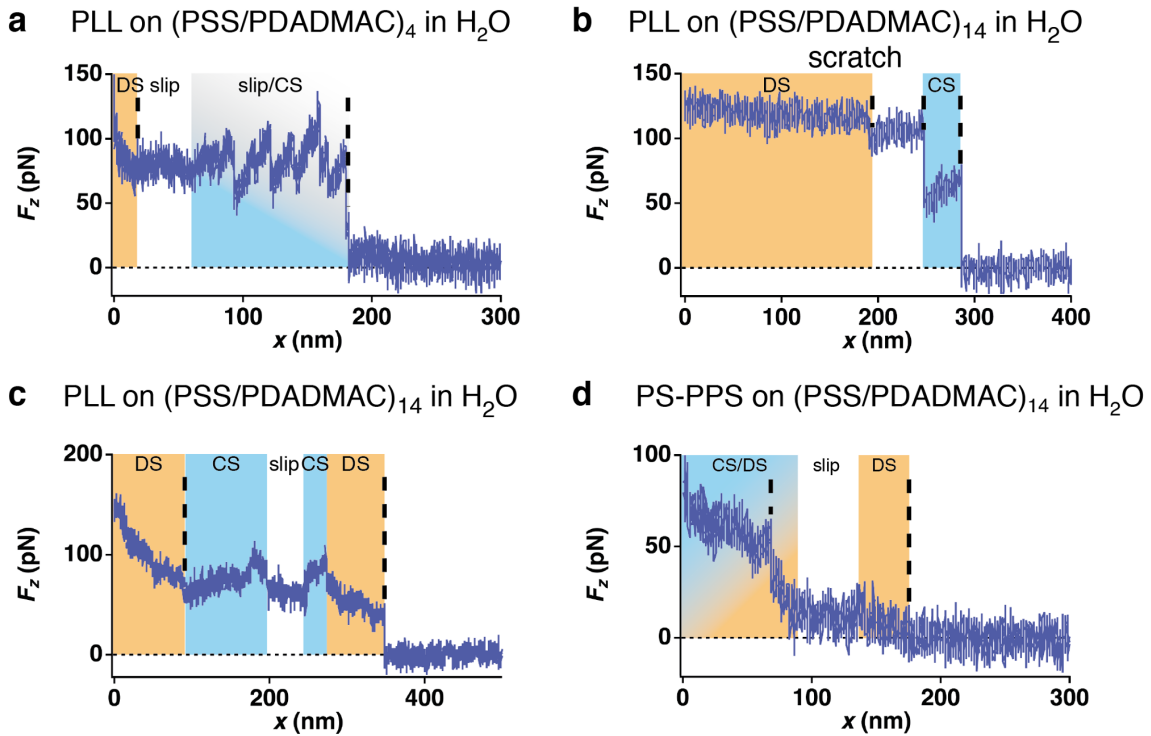 a PLL on (PSS/PDADMAC)4 in H2O
DS slip slip/CS
150
100
50
0
Fz (pN)
0 100 200 300
x (nm)
b PLL on (PSS/PDADMAC)14 in H2O
scratch
DS CS
150
100
50
0
Fz (pN)
0 100 200 300 400
x (nm)
c PLL on (PSS/PDADMAC)14 in H2O
DS CS slip CS DS
200
100
0
Fz (pN)
0 200 400
x (nm)
d PS-PPS on (PSS/PDADMAC)14 in H2O
CS/DS slip DS
100
50
0
Fz (pN)
0 100 200 300
x (nm)